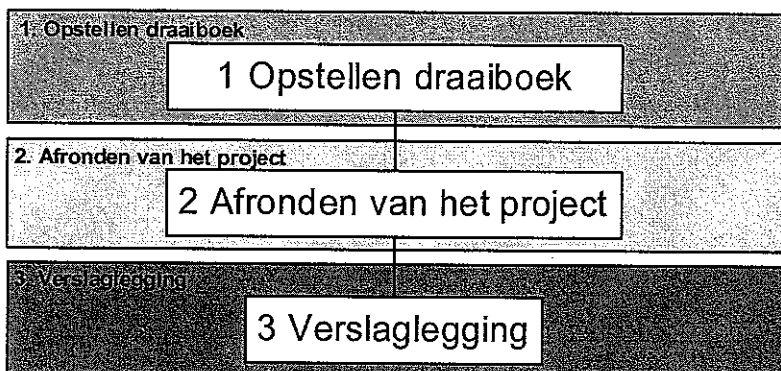 1. Opstellen draaiboek
1 Opstellen draaiboek
2. Afronden van het project
2 Afronden van het project
3. Verslaglegging
3 Verslaglegging